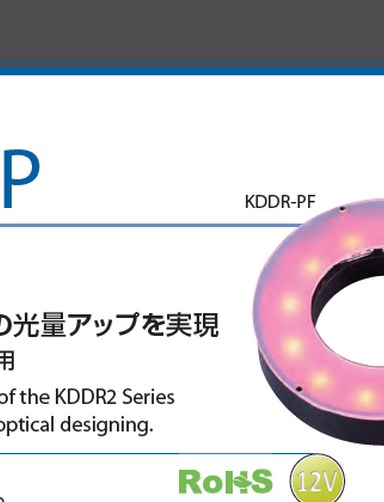 P
KDDR-PF
の光量アップを実現
用
of the KDDR2 Series
optical designing.
RoHS 12V